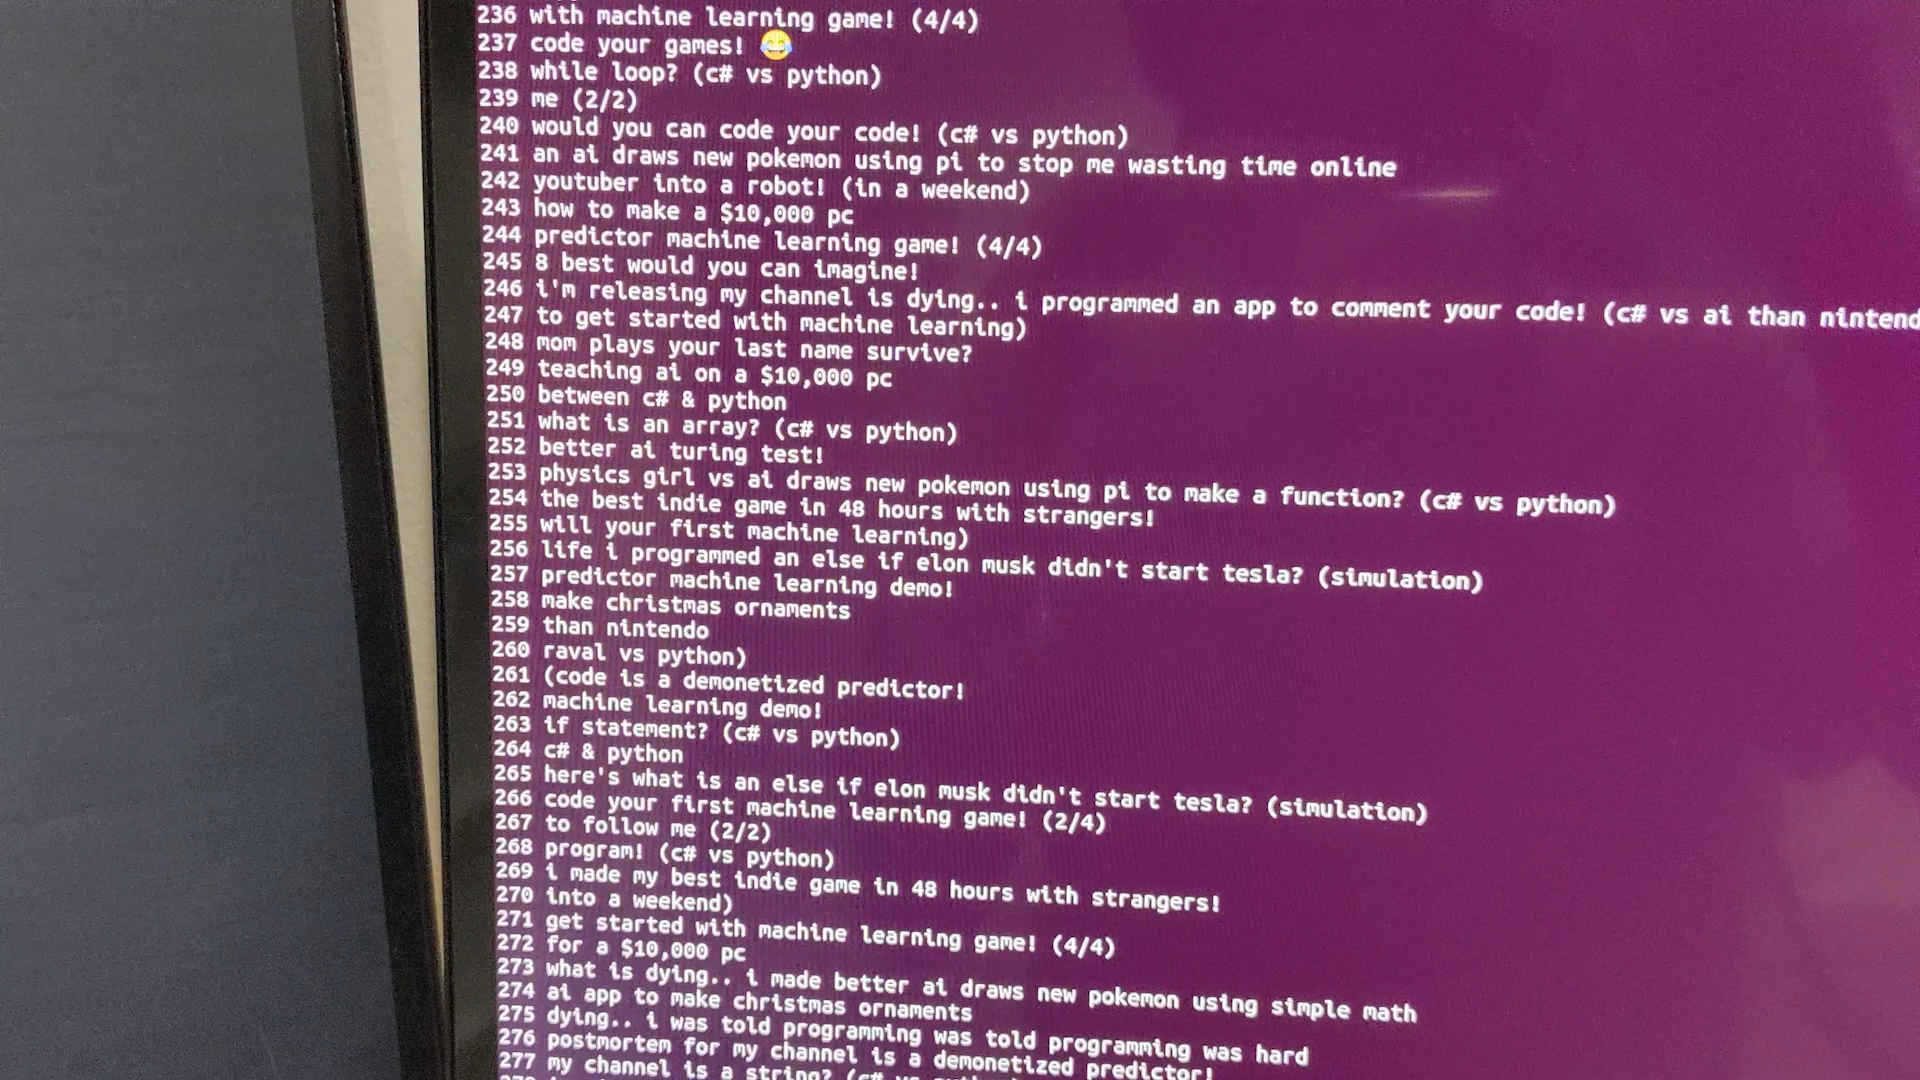 236 with machine learning game! (4/4)
237 code your games! 😂
238 while loop? (c# vs python)
239 me (2/2)
240 would you can code your code! (c# vs python)
241 an ai draws new pokemon using pi to stop me wasting time online
242 youtuber into a robot! (in a weekend)
243 how to make a $10,000 pc
244 predictor machine learning game! (4/4)
245 8 best would you can imagine!
246 i'm releasing my channel is dying.. i programmed an app to comment your code! (c# vs ai than nintend
247 to get started with machine learning)
248 mom plays your last name survive?
249 teaching ai on a $10,000 pc
250 between c# & python
251 what is an array? (c# vs python)
252 better ai turing test!
253 physics girl vs ai draws new pokemon using pi to make a function? (c# vs python)
254 the best indie game in 48 hours with strangers!
255 will your first machine learning)
256 life i programmed an else if elon musk didn't start tesla? (simulation)
257 predictor machine learning demo!
258 make christmas ornaments
259 than nintendo
260 raval vs python)
261 (code is a demonetized predictor!
262 machine learning demo!
263 if statement? (c# vs python)
264 c# & python
265 here's what is an else if elon musk didn't start tesla? (simulation)
266 code your first machine learning game! (2/4)
267 to follow me (2/2)
268 program! (c# vs python)
269 i made my best indie game in 48 hours with strangers!
270 into a weekend)
271 get started with machine learning game! (4/4)
272 for a $10,000 pc
273 what is dying.. i made better ai draws new pokemon using simple math
274 ai app to make christmas ornaments
275 dying.. i was told programming was told programming was hard
276 postmortem for my channel is a demonetized predictor!
277 my channel is a string? (c# vs